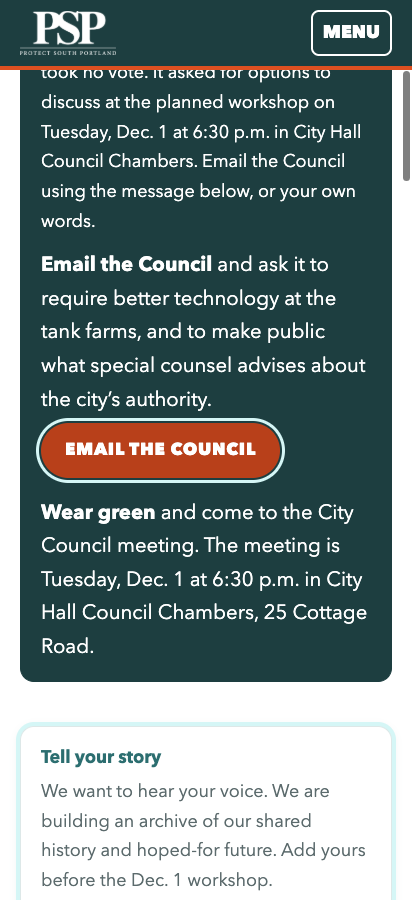 PSP
PROTECT SOUTH PORTLAND
MENU
took no vote. It asked for options to
discuss at the planned workshop on
Tuesday, Dec. 1 at 6:30 p.m. in City Hall
Council Chambers. Email the Council
using the message below, or your own
words.
Email the Council and ask it to
require better technology at the
tank farms, and to make public
what special counsel advises about
the city’s authority.
EMAIL THE COUNCIL
Wear green and come to the City
Council meeting. The meeting is
Tuesday, Dec. 1 at 6:30 p.m. in City
Hall Council Chambers, 25 Cottage
Road.
Tell your story
We want to hear your voice. We are
building an archive of our shared
history and hoped-for future. Add yours
before the Dec. 1 workshop.